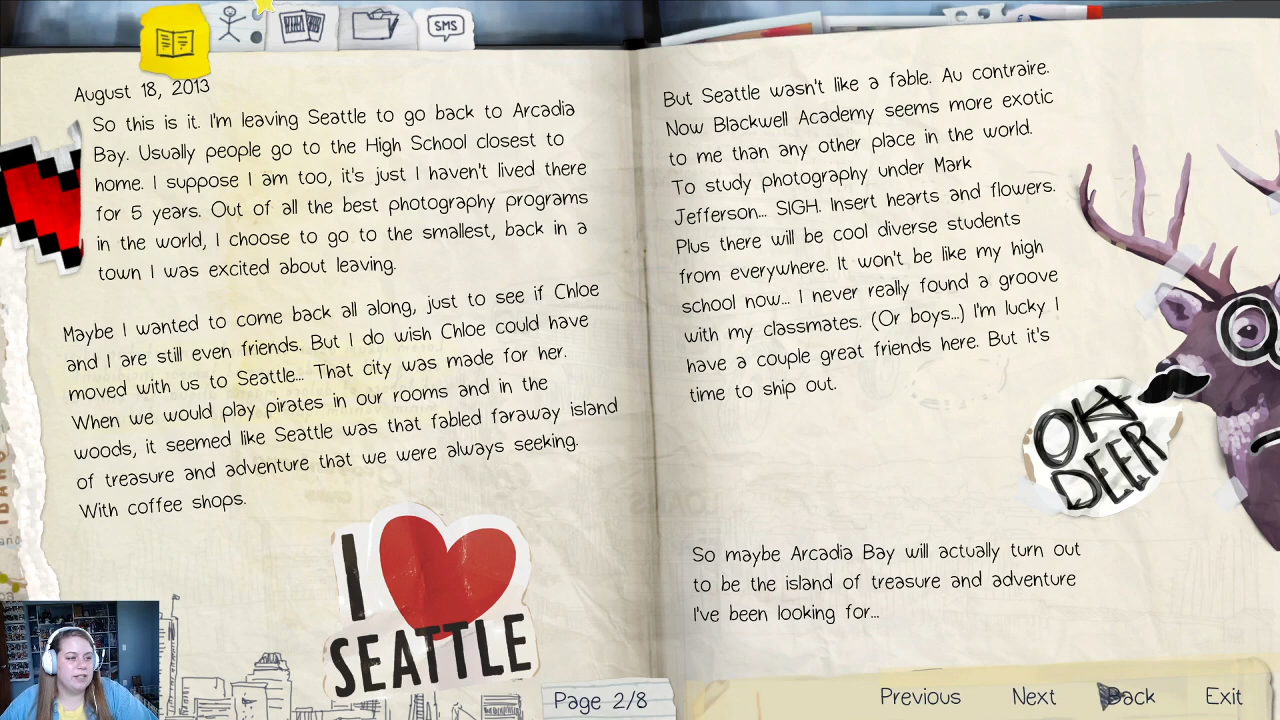 SMS
August 18, 2013
So this is it. I'm leaving Seattle to go back to Arcadia
Bay. Usually people go to the High School closest to
home. I suppose I am too, it's just I haven't lived there
for 5 years. Out of all the best photography programs
in the world, I choose to go to the smallest, back in a
town I was excited about leaving.
Maybe I wanted to come back all along, just to see if Chloe
and I are still even friends. But I do wish Chloe could have
moved with us to Seattle... That city was made for her.
When we would play pirates in our rooms and in the
woods, it seemed like Seattle was that fabled faraway island
of treasure and adventure that we were always seeking.
With coffee shops.
I
SEATTLE
But Seattle wasn't like a fable. Au contraire.
Now Blackwell Academy seems more exotic
to me than any other place in the world.
To study photography under Mark
Jefferson... SIGH. Insert hearts and flowers.
Plus there will be cool diverse students
from everywhere. It won't be like my high
school now... I never really found a groove
with my classmates. (Or boys...) I'm lucky I
have a couple great friends here. But it's
time to ship out.
OH
DEER
So maybe Arcadia Bay will actually turn out
to be the island of treasure and adventure
I've been looking for...
Page 2/8
Previous
Next
Back
Exit